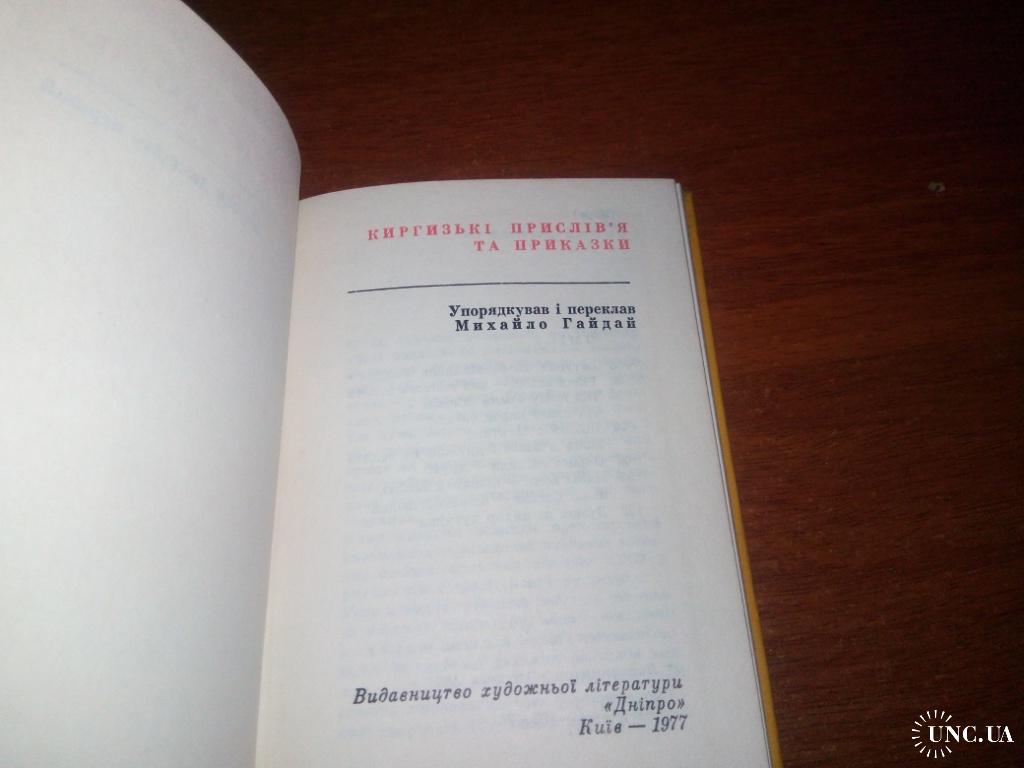 КИРГИЗЬКІ ПРИСЛІВ'Я
ТА ПРИКАЗКИ
Упорядкував і переклав
Михайло Гайдай
Видавництво художньої літератури
«Дніпро»
Київ — 1977
UNC.UA